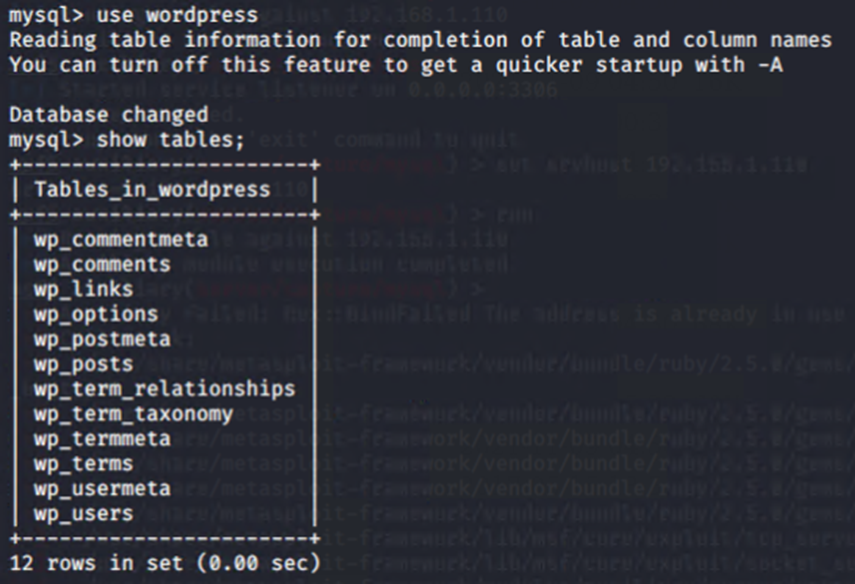 mysql> use wordpress
Reading table information for completion of table and column names
You can turn off this feature to get a quicker startup with -A

Database changed
mysql> show tables;
+-----------------------+
| Tables_in_wordpress   |
+-----------------------+
| wp_commentmeta        |
| wp_comments           |
| wp_links              |
| wp_options            |
| wp_postmeta           |
| wp_posts              |
| wp_term_relationships |
| wp_term_taxonomy      |
| wp_termmeta           |
| wp_terms              |
| wp_usermeta           |
| wp_users              |
+-----------------------+
12 rows in set (0.00 sec)